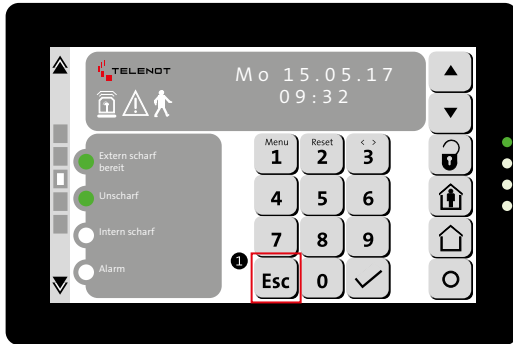 TELENOT
Mo 15.05.17
09:32
Extern scharf
bereit
Unscharf
Intern scharf
Alarm
Menu
1
Reset
2
< >
3
4
5
6
7
8
9
1
Esc
0